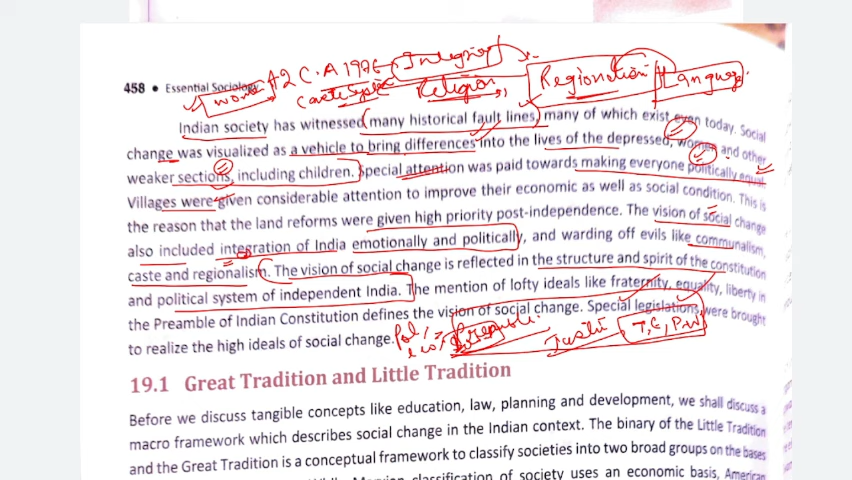 42 C.A 1976 Integrity
458 • Essential Sociology
Caste System Religion Regionalism Language
Indian society has witnessed many historical fault lines, many of which exist even today. Social
change was visualized as a vehicle to bring differences into the lives of the depressed, women and other
weaker sections, including children. Special attention was paid towards making everyone politically equal.
Villages were given considerable attention to improve their economic as well as social condition. This is
the reason that the land reforms were given high priority post-independence. The vision of social change
also included integration of India emotionally and politically, and warding off evils like communalism,
caste and regionalism. The vision of social change is reflected in the structure and spirit of the constitution
and political system of independent India. The mention of lofty ideals like fraternity, equality, liberty in
the Preamble of Indian Constitution defines the vision of social change. Special legislations were brought
to realize the high ideals of social change.
19.1 Great Tradition and Little Tradition
Before we discuss tangible concepts like education, law, planning and development, we shall discuss a
macro framework which describes social change in the Indian context. The binary of the Little Tradition
and the Great Tradition is a conceptual framework to classify societies into two broad groups on the bases
classification of society uses an economic basis, American